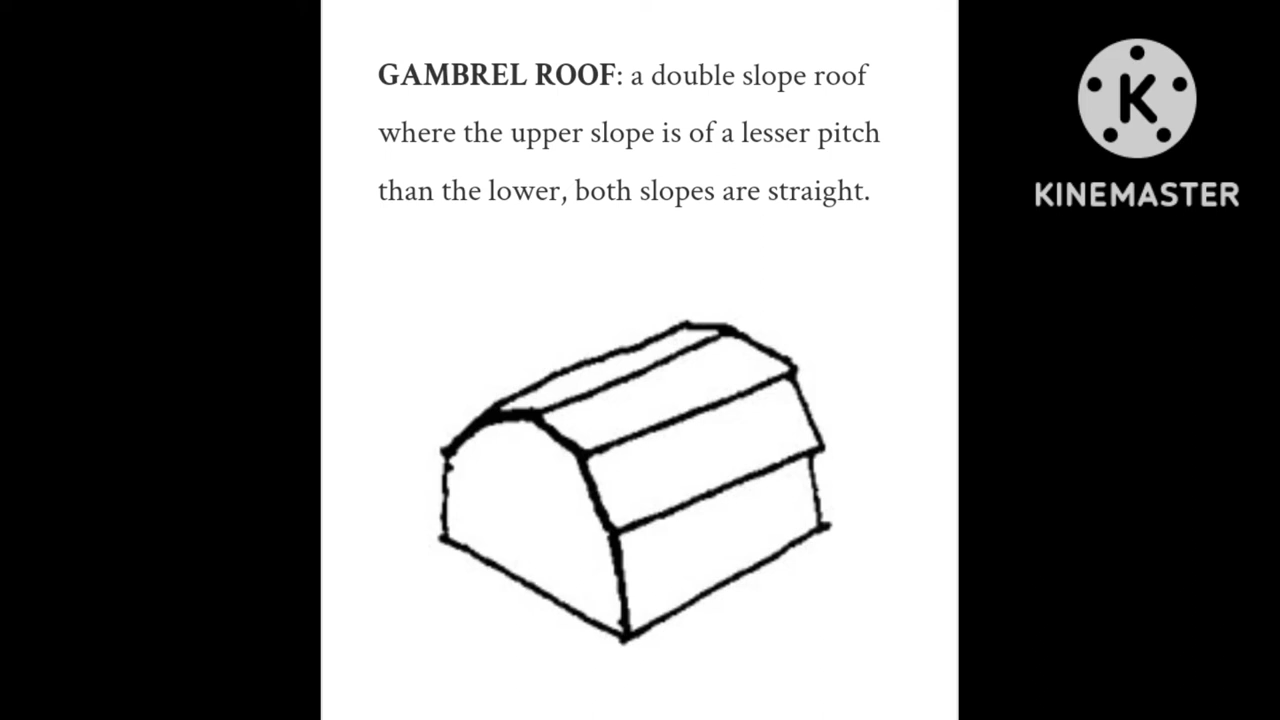 GAMBREL ROOF: a double slope roof
where the upper slope is of a lesser pitch
than the lower, both slopes are straight.
K
KINEMASTER